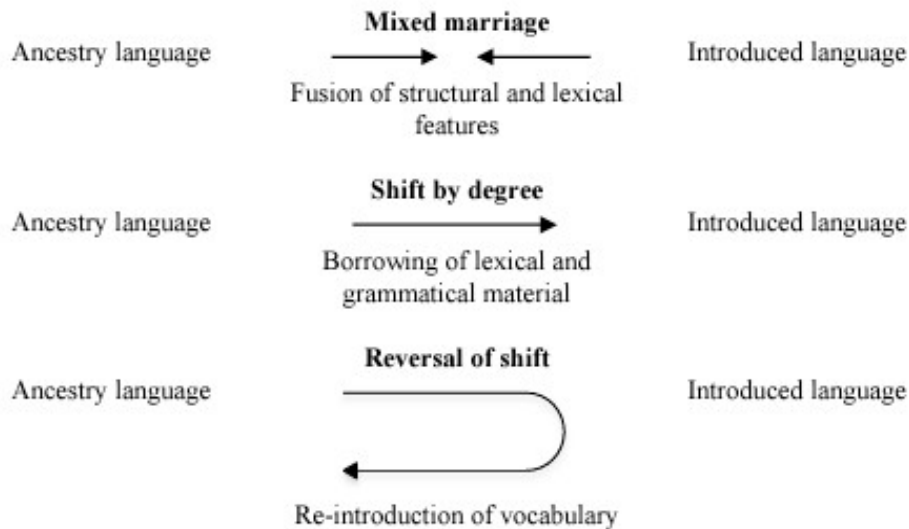 Mixed marriage
Ancestry language
Introduced language
Fusion of structural and lexical
features
Shift by degree
Ancestry language
Introduced language
Borrowing of lexical and
grammatical material
Reversal of shift
Ancestry language
Introduced language
Re-introduction of vocabulary